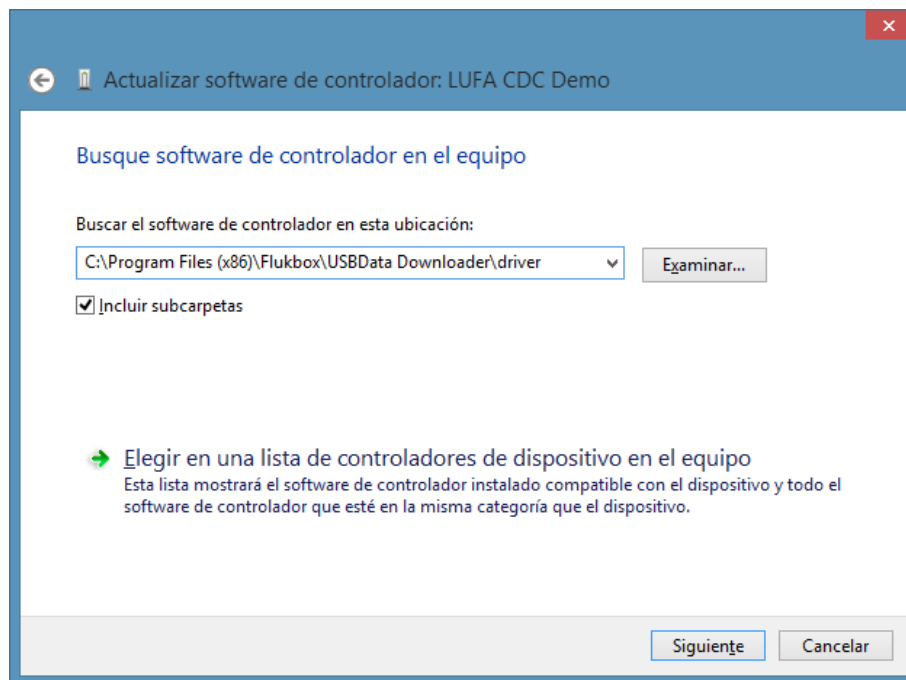 Actualizar software de controlador: LUFA CDC Demo
Busque software de controlador en el equipo
Buscar el software de controlador en esta ubicación:
C:\Program Files (x86)\Flukbox\USBData Downloader\driver
Examinar...
Incluir subcarpetas
Elegir en una lista de controladores de dispositivo en el equipo
Esta lista mostrará el software de controlador instalado compatible con el dispositivo y todo el
software de controlador que esté en la misma categoría que el dispositivo.
Siguiente
Cancelar